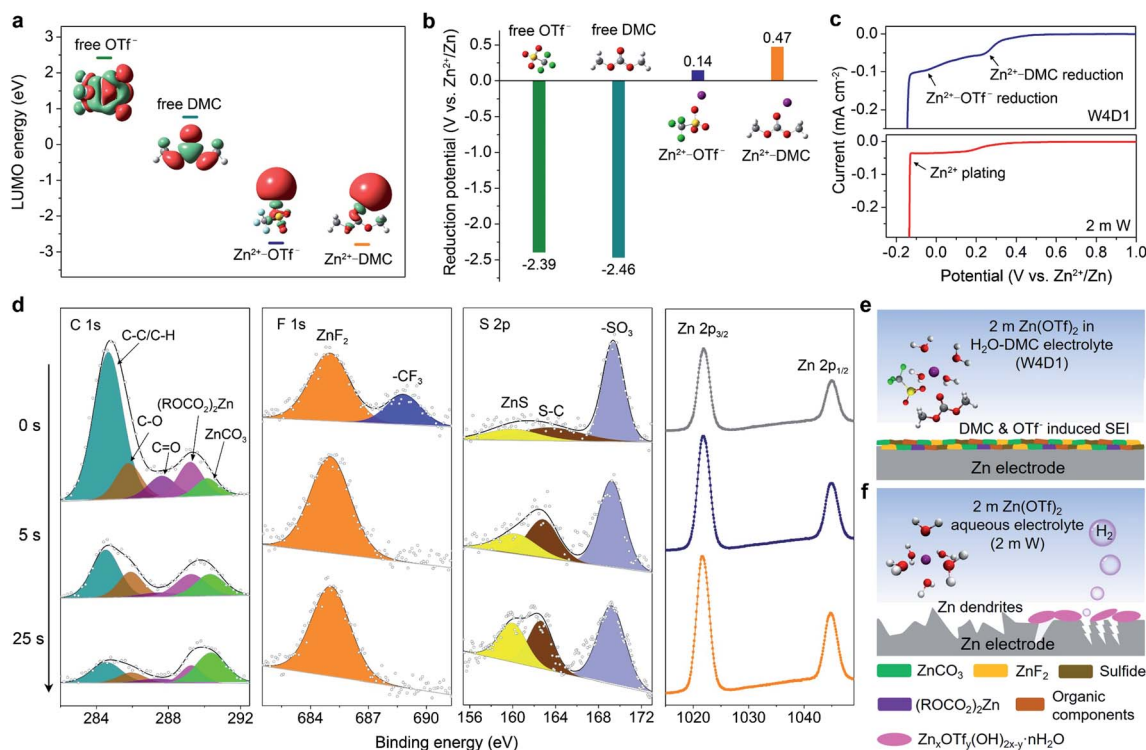 a
LUMO energy (eV)
3
2
1
0
-1
-2
-3
free OTf⁻
free DMC
Zn²⁺–OTf⁻
Zn²⁺–DMC
b
Reduction potential (V vs. Zn²⁺/Zn)
0.5
0.0
-0.5
-1.0
-1.5
-2.0
-2.5
free OTf⁻
free DMC
0.14
0.47
Zn²⁺–OTf⁻
Zn²⁺–DMC
-2.39
-2.46
c
Current (mA cm⁻²)
0.0
-0.1
-0.2
Zn²⁺–DMC reduction
Zn²⁺–OTf⁻ reduction
W4D1
0.0
-0.1
-0.2
Zn²⁺ plating
2 m W
-0.2 0.0 0.2 0.4 0.6 0.8 1.0
Potential (V vs. Zn²⁺/Zn)
d
0 s
5 s
25 s
C 1s
C-C/C-H
(ROCO₂)₂Zn
C-O
C=O
ZnCO₃
284 288 292
F 1s
ZnF₂
-CF₃
684 687 690
S 2p
-SO₃
ZnS
S-C
156 160 164 168 172
Zn 2p₃/₂
Zn 2p₁/₂
1020 1030 1040
Binding energy (eV)
e
2 m Zn(OTf)₂ in
H₂O-DMC electrolyte
(W4D1)
DMC & OTf⁻ induced SEI
Zn electrode
f
2 m Zn(OTf)₂
aqueous electrolyte
(2 m W)
H₂
Zn dendrites
Zn electrode
ZnCO₃
ZnF₂
Sulfide
(ROCO₂)₂Zn
Organic
components
ZnₓOTfᵧ(OH)₂ₓ₋ᵧ·nH₂O